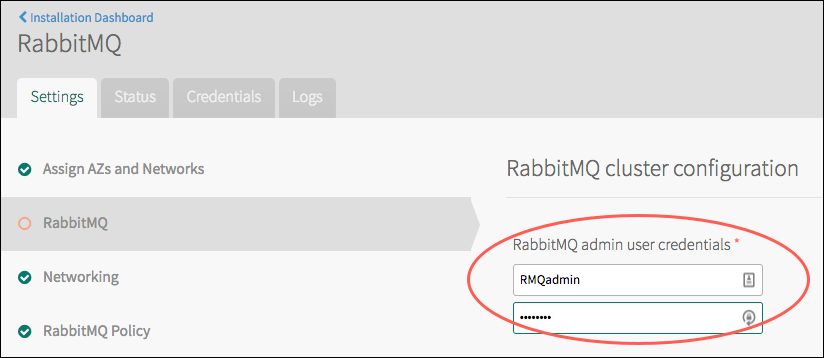 Installation Dashboard
RabbitMQ
Settings Status Credentials Logs
Assign AZs and Networks
RabbitMQ
Networking
RabbitMQ Policy
RabbitMQ cluster configuration
RabbitMQ admin user credentials *
RMQadmin
••••••••